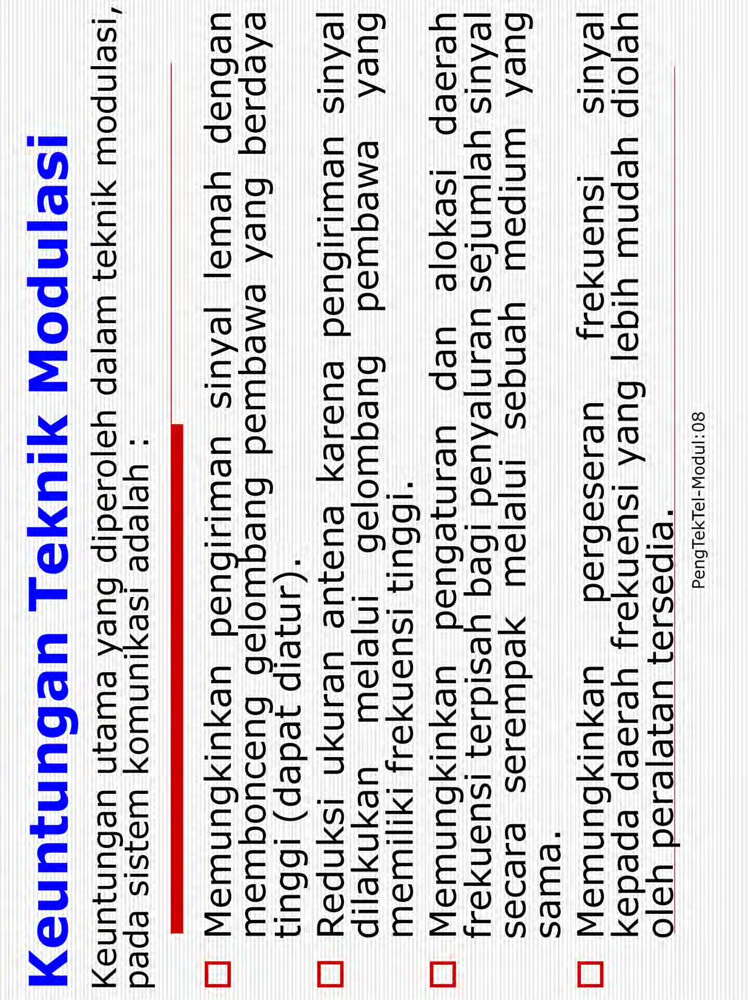 Keuntungan Teknik Modulasi
Keuntungan utama yang diperoleh dalam teknik modulasi,
pada sistem komunikasi adalah :
Memungkinkan pengiriman sinyal lemah dengan
membonceng gelombang pembawa yang berdaya
tinggi (dapat diatur).
Reduksi ukuran antena karena pengiriman sinyal
dilakukan melalui gelombang pembawa yang
memiliki frekuensi tinggi.
Memungkinkan pengaturan dan alokasi daerah
frekuensi terpisah bagi penyaluran sejumlah sinyal
secara serempak melalui sebuah medium yang
sama.
Memungkinkan pergeseran frekuensi sinyal
kepada daerah frekuensi yang lebih mudah diolah
oleh peralatan tersedia.
PengTekTel-Modul:08